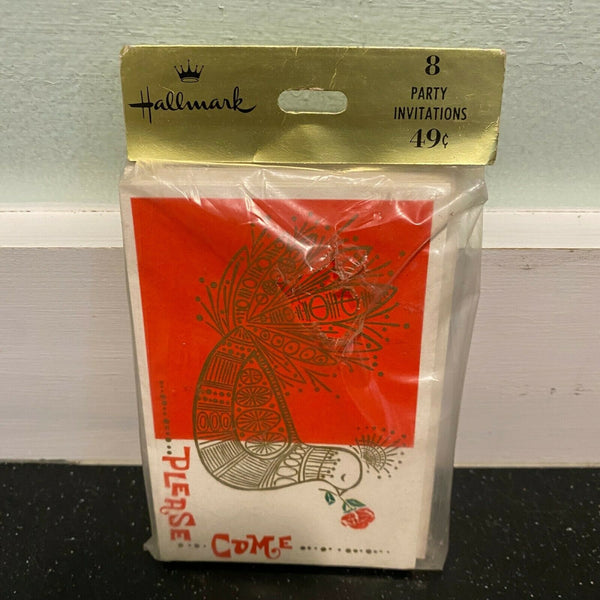 Hallmark
8
PARTY
INVITATIONS
49¢
PLEASE
COME